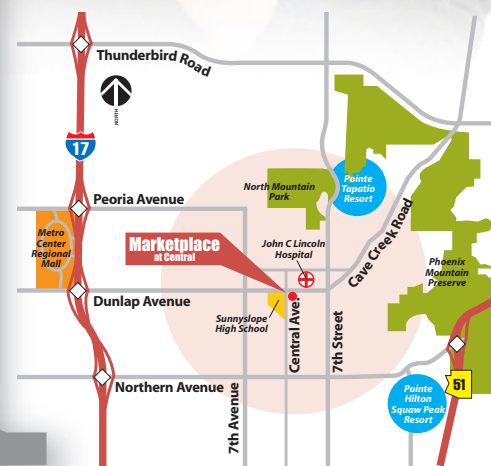 Thunderbird Road
NORTH
17
Peoria Avenue
North Mountain
Park
Pointe
Tapatio
Resort
Metro
Center
Regional
Mall
Marketplace
at Central
John C Lincoln
Hospital
Cave Creek Road
Phoenix
Mountain
Preserve
Dunlap Avenue
Sunnyslope
High School
Central Ave.
7th Street
Northern Avenue
7th Avenue
51
Pointe
Hilton
Squaw Peak
Resort